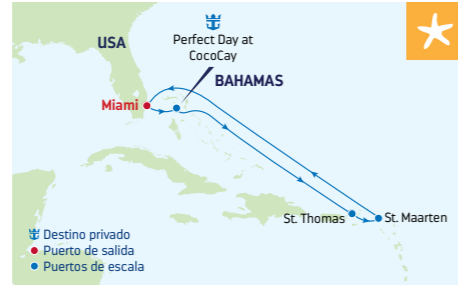 USA
Perfect Day at
CocoCay
BAHAMAS
Miami
St. Thomas
St. Maarten
Destino privado
Puerto de salida
Puertos de escala